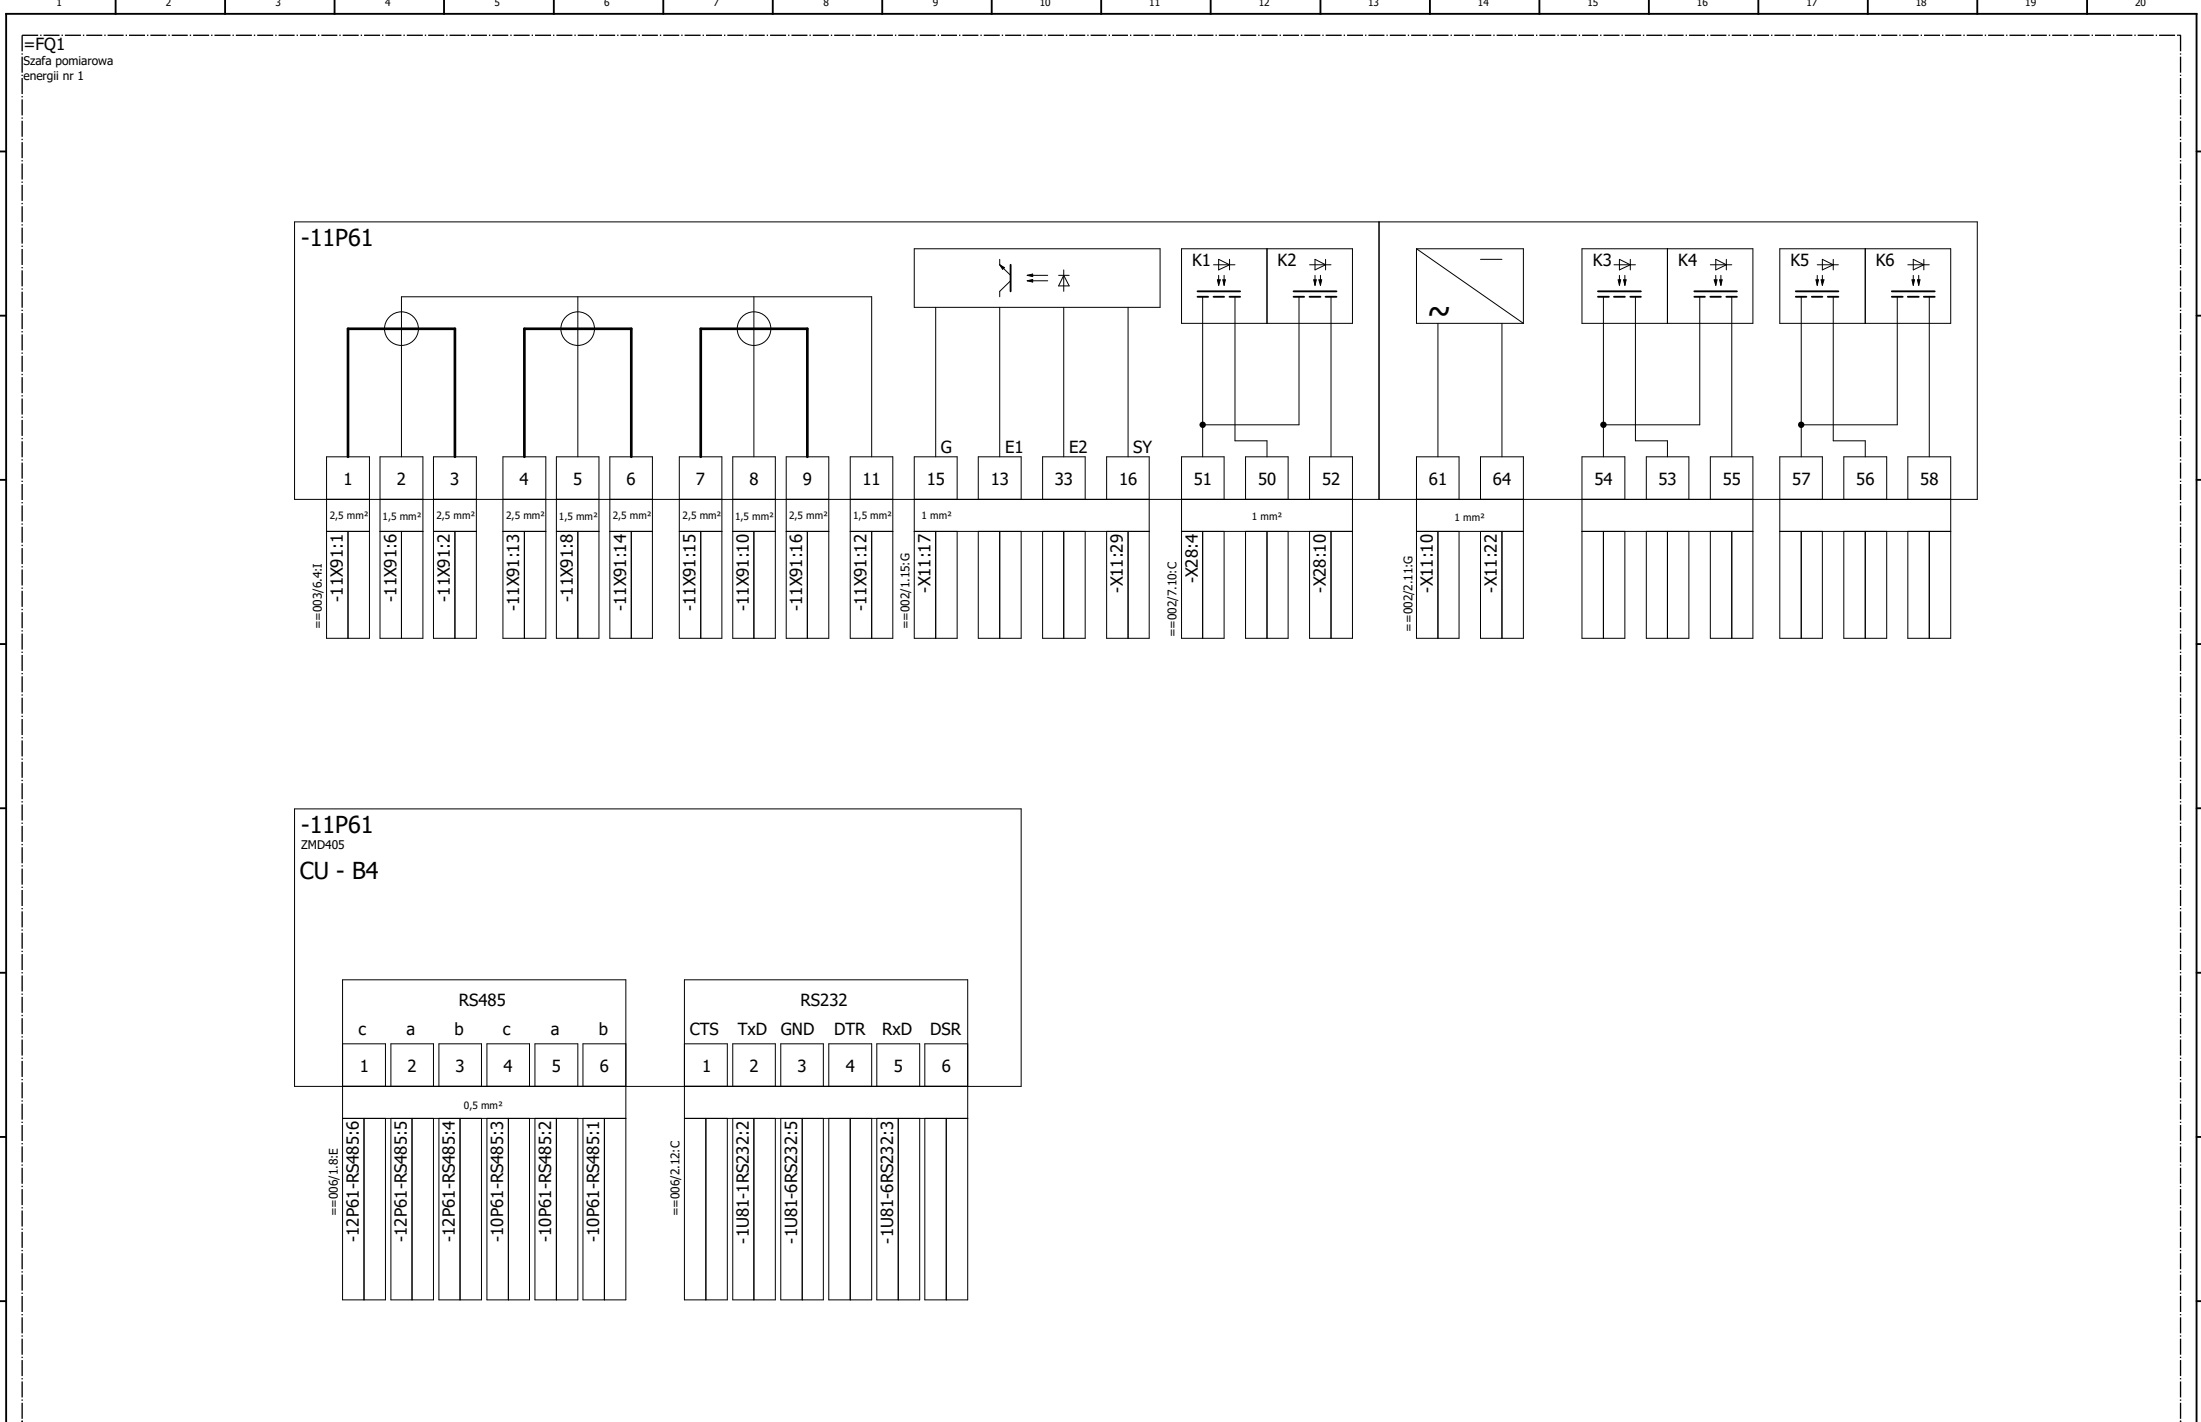 1 2 3 4 5 6 7 8 9 10 11 12 13 14 15 16 17 18 19 20
=FQ1
Szafa pomiarowa
energii nr 1
-11P61
K1 K2 K3 K4 K5 K6
~
G E1 E2 SY
1 2 3 4 5 6 7 8 9 11 15 13 33 16 51 50 52 61 64 54 53 55 57 56 58
2,5 mm² 1,5 mm² 2,5 mm² 2,5 mm² 1,5 mm² 2,5 mm² 2,5 mm² 1,5 mm² 2,5 mm² 1,5 mm² 1 mm² 1 mm² 1 mm²
==003/6.4:I
-11X91:1
-11X91:6
-11X91:2
-11X91:13
-11X91:8
-11X91:14
-11X91:15
-11X91:10
-11X91:16
-11X91:12
==002/1.15:G
-X11:17
-X11:29
==002/7.10:C
-X28:4
-X28:10
==002/2.11:G
-X11:10
-X11:22
-11P61
ZMD405
CU - B4
RS485 RS232
c a b c a b CTS TxD GND DTR RxD DSR
1 2 3 4 5 6 1 2 3 4 5 6
0,5 mm²
==006/1.8:E
-12P61-RS485:6
-12P61-RS485:5
-12P61-RS485:4
-10P61-RS485:3
-10P61-RS485:2
-10P61-RS485:1
==006/2.12:C
-1U81-1RS232:2
-1U81-6RS232:5
-1U81-6RS232:3